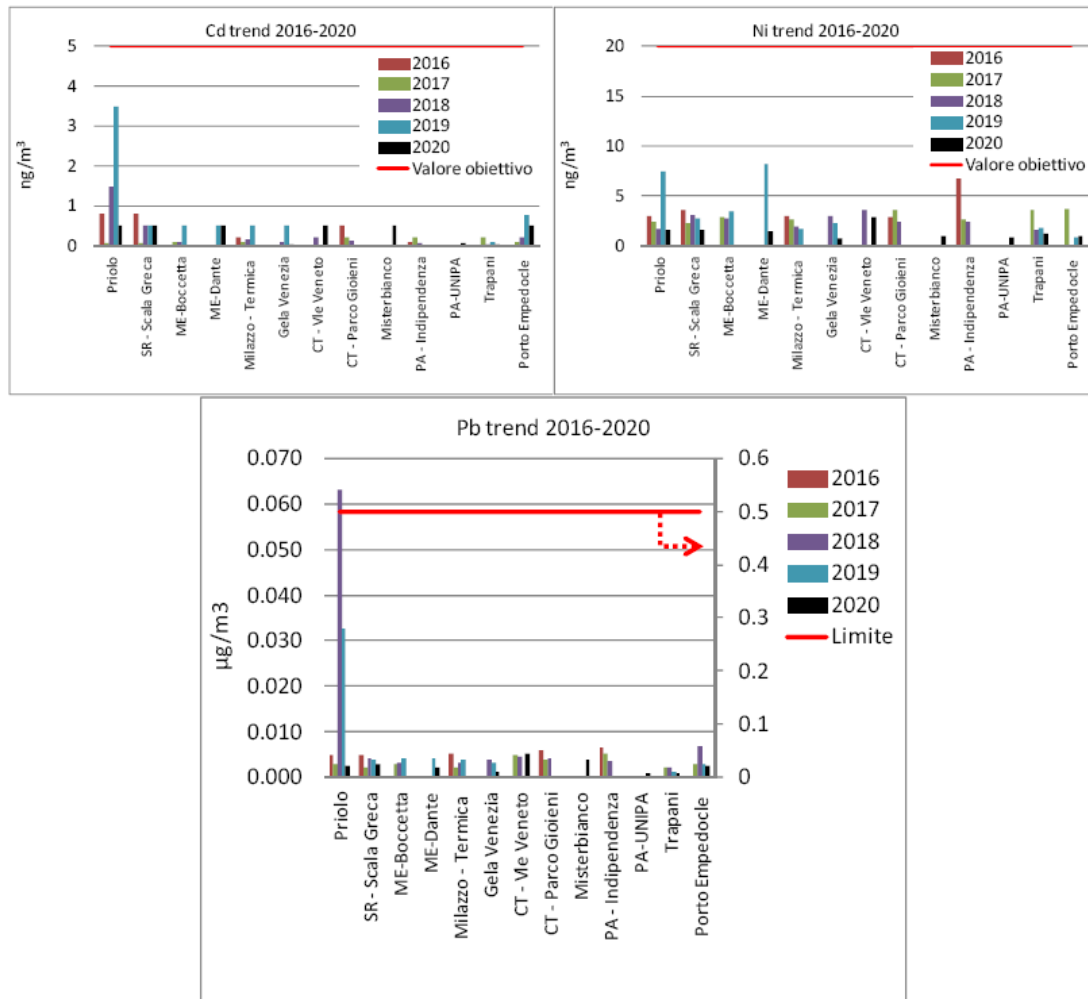 Cd trend 2016-2020
5
4
3
2
1
0
ng/m³
2016
2017
2018
2019
2020
Valore obiettivo
Priolo
SR - Scala Greca
ME-Boccetta
ME-Dante
Milazzo - Termica
Gela Venezia
CT - Vle Veneto
CT - Parco Gioieni
Misterbianco
PA - Indipendenza
PA-UNIPA
Trapani
Porto Empedocle
Ni trend 2016-2020
20
15
10
5
0
ng/m³
2016
2017
2018
2019
2020
Valore obiettivo
Priolo
SR - Scala Greca
ME-Boccetta
ME-Dante
Milazzo - Termica
Gela Venezia
CT - Vle Veneto
CT - Parco Gioieni
Misterbianco
PA - Indipendenza
PA-UNIPA
Trapani
Porto Empedocle
Pb trend 2016-2020
0.070
0.060
0.050
0.040
0.030
0.020
0.010
0.000
µg/m3
0.6
0.5
0.4
0.3
0.2
0.1
0
2016
2017
2018
2019
2020
Limite
Priolo
SR - Scala Greca
ME-Boccetta
ME-Dante
Milazzo - Termica
Gela Venezia
CT - Vle Veneto
CT - Parco Gioieni
Misterbianco
PA - Indipendenza
PA-UNIPA
Trapani
Porto Empedocle